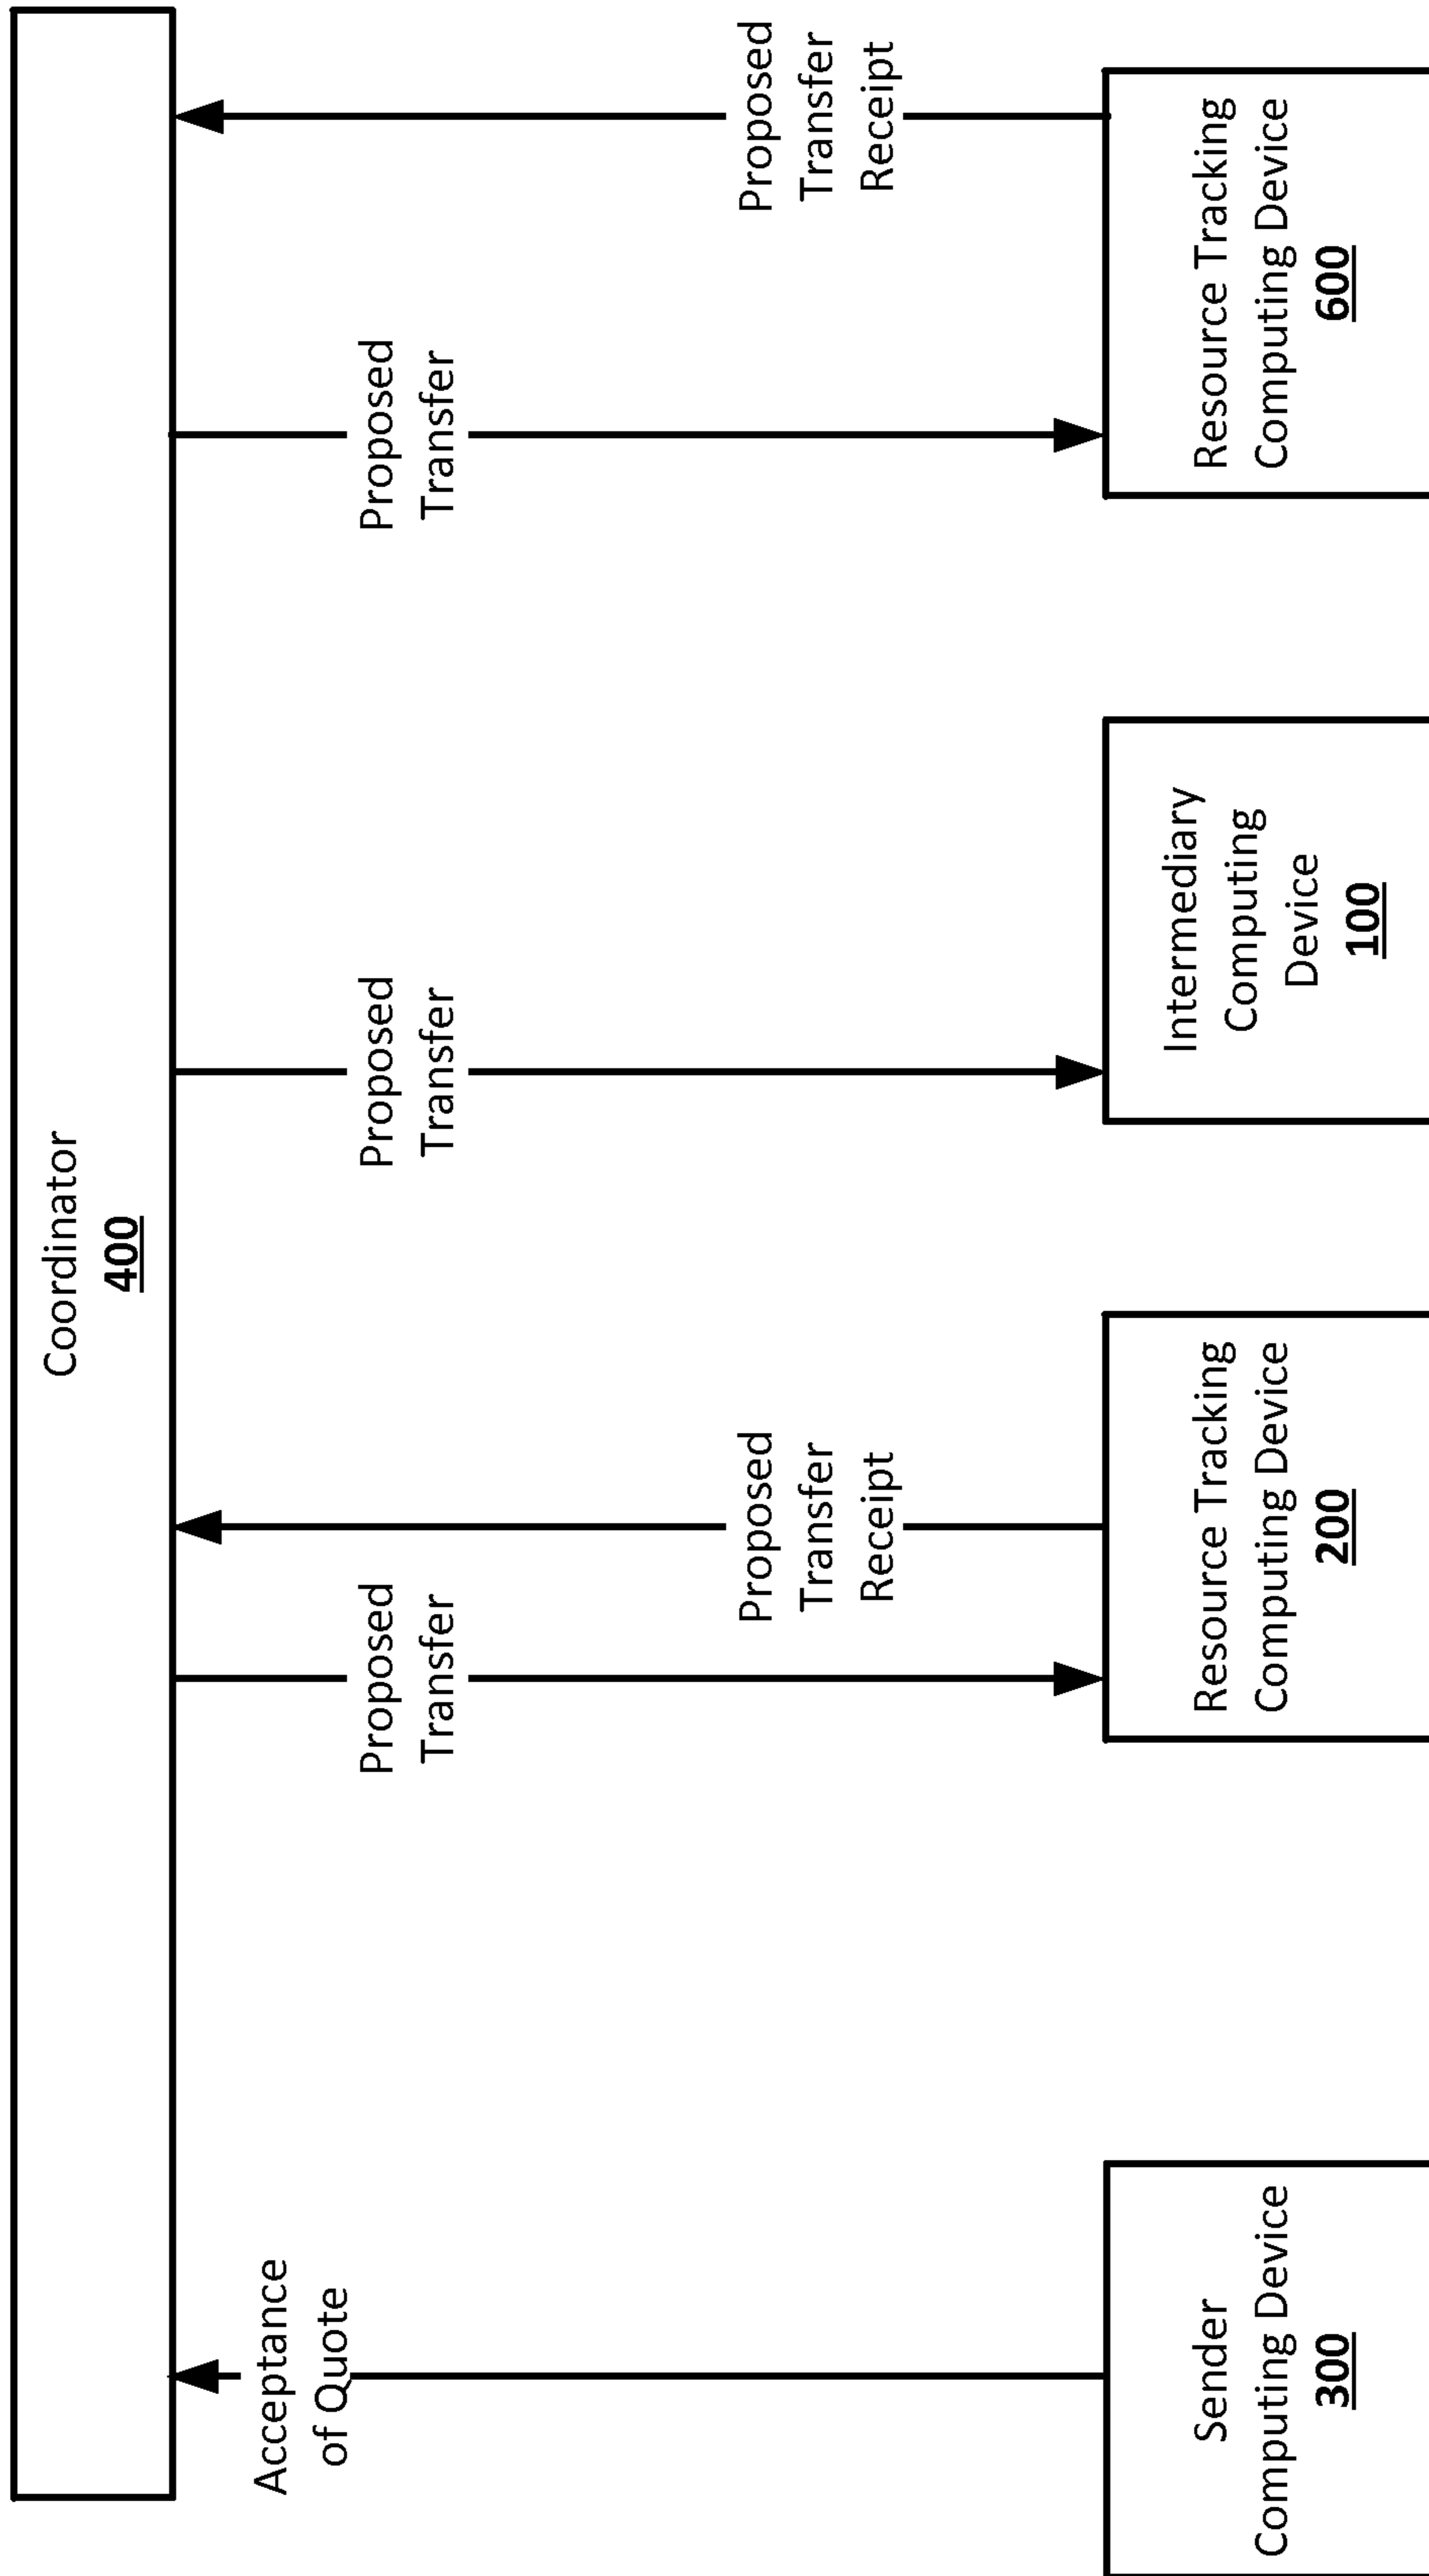 Coordinator
400
Acceptance
of Quote
Proposed
Transfer
Proposed
Transfer
Receipt
Proposed
Transfer
Proposed
Transfer
Proposed
Transfer
Receipt
Sender
Computing Device
300
Resource Tracking
Computing Device
200
Intermediary
Computing
Device
100
Resource Tracking
Computing Device
600